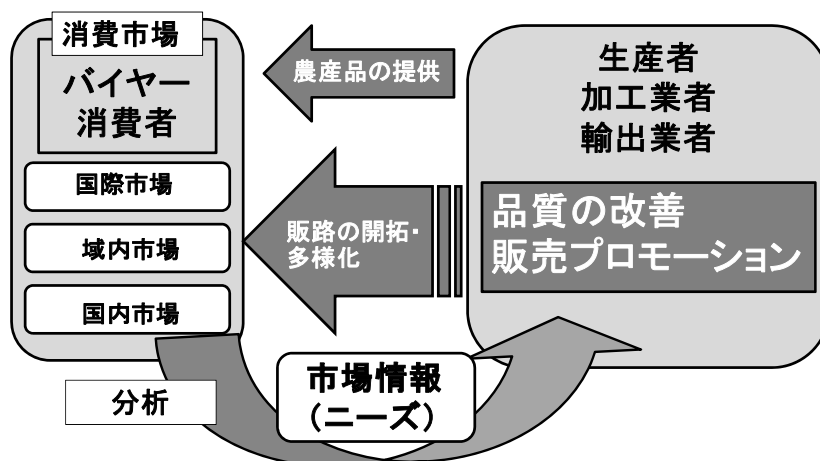 消費市場
バイヤー
消費者
国際市場
域内市場
国内市場
分析
農産品の提供
販路の開拓・
多様化
市場情報
(ニーズ)
生産者
加工業者
輸出業者
品質の改善
販売プロモーション